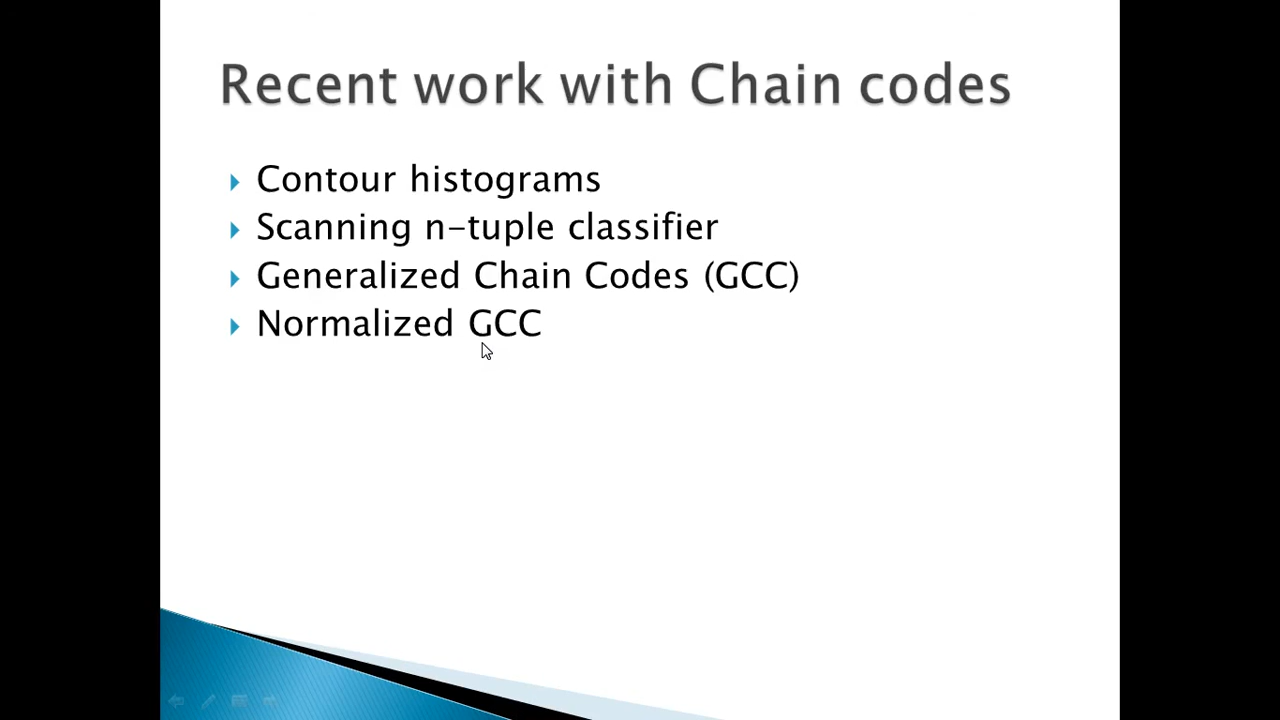 Recent work with Chain codes
Contour histograms
Scanning n-tuple classifier
Generalized Chain Codes (GCC)
Normalized GCC